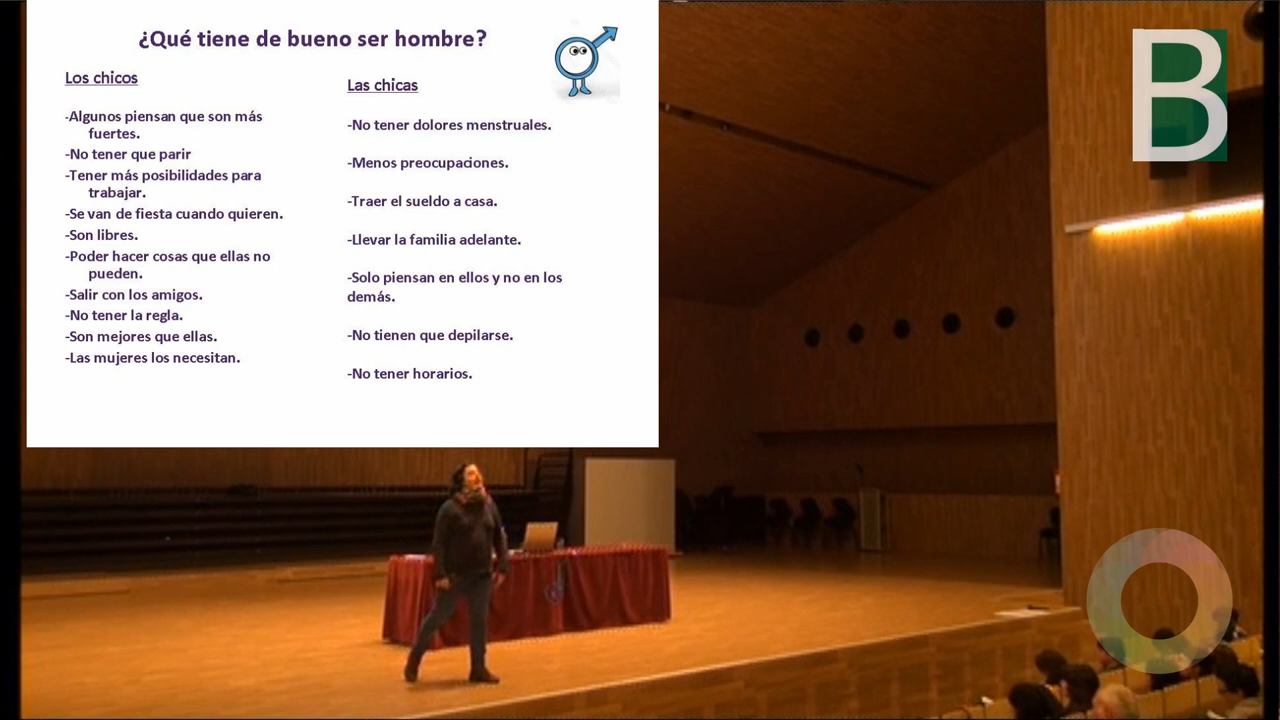 ¿Qué tiene de bueno ser hombre?
Los chicos
-Algunos piensan que son más
fuertes.
-No tener que parir
-Tener más posibilidades para
trabajar.
-Se van de fiesta cuando quieren.
-Son libres.
-Poder hacer cosas que ellas no
pueden.
-Salir con los amigos.
-No tener la regla.
-Son mejores que ellas.
-Las mujeres los necesitan.
Las chicas
-No tener dolores menstruales.
-Menos preocupaciones.
-Traer el sueldo a casa.
-Llevar la familia adelante.
-Solo piensan en ellos y no en los
demás.
-No tienen que depilarse.
-No tener horarios.
B